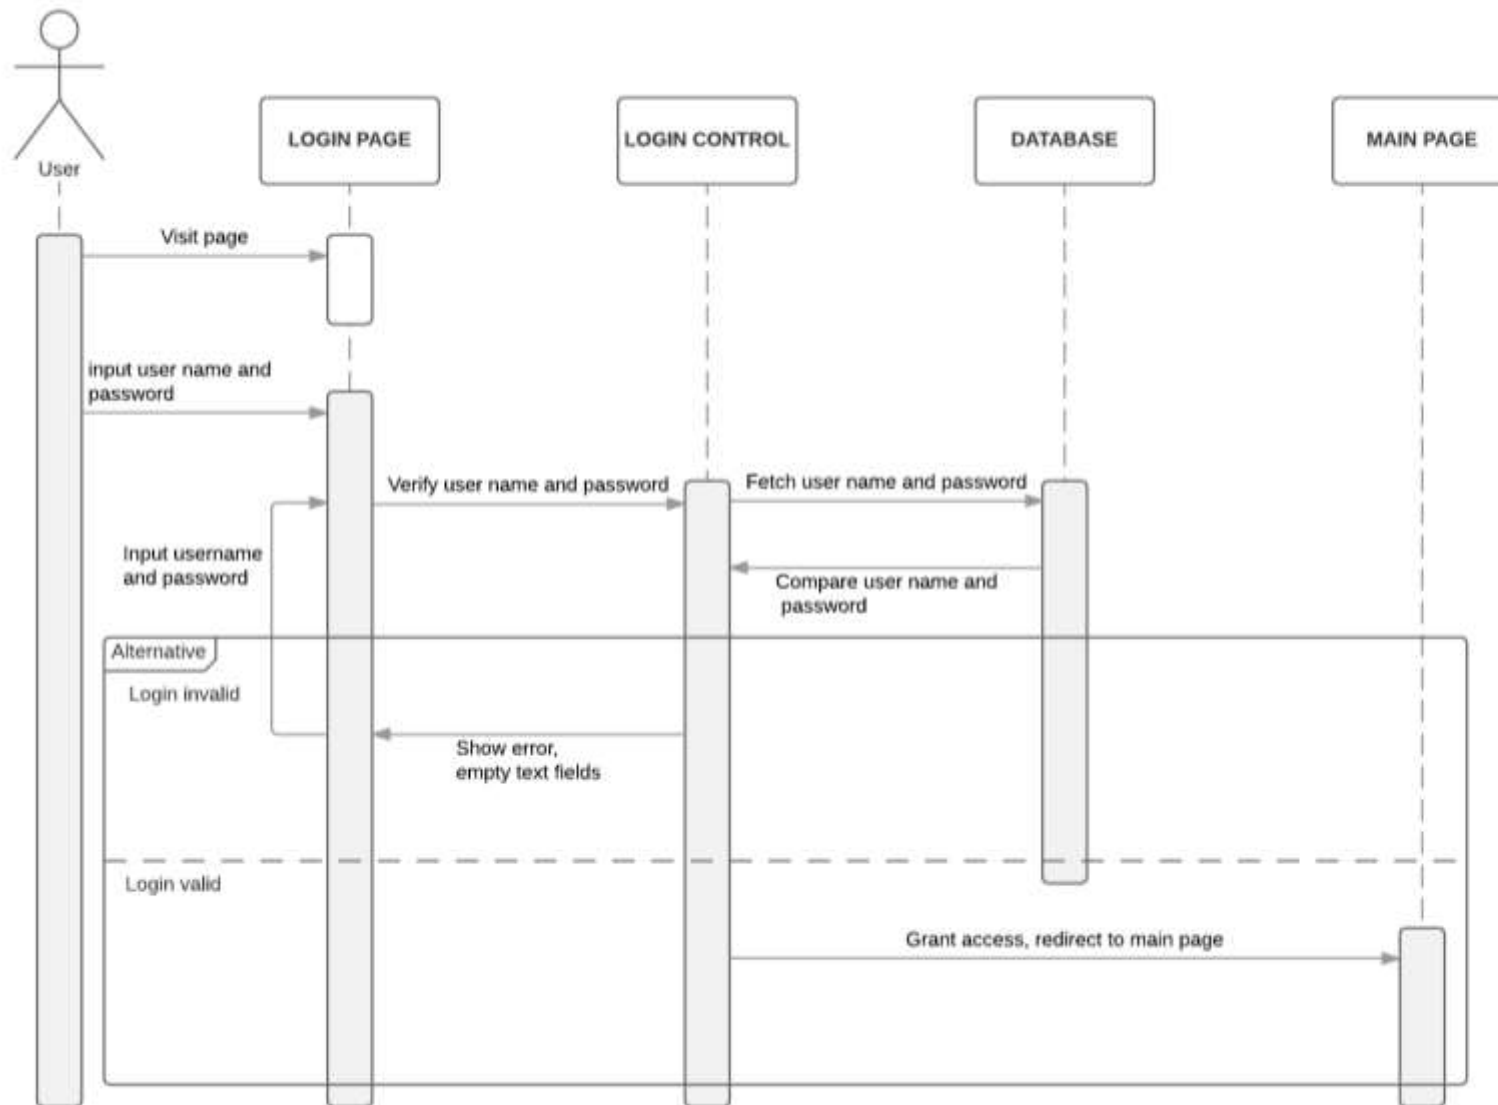 User
LOGIN PAGE
LOGIN CONTROL
DATABASE
MAIN PAGE
Visit page
input user name and
password
Verify user name and password
Fetch user name and password
Input username
and password
Compare user name and
password
Alternative
Login invalid
Show error,
empty text fields
Login valid
Grant access, redirect to main page